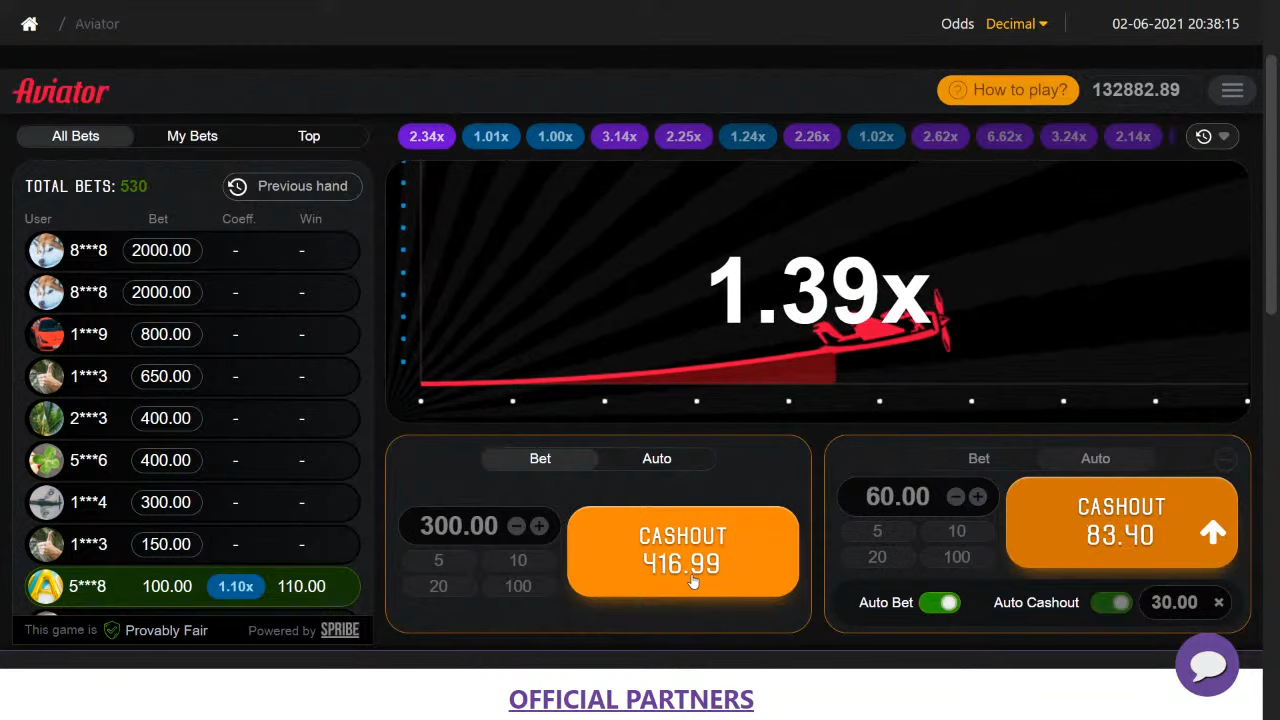 / Aviator
Odds Decimal 02-06-2021 20:38:15
Aviator
? How to play? 132882.89
All Bets My Bets Top
2.34x 1.01x 1.00x 3.14x 2.25x 1.24x 2.26x 1.02x 2.62x 6.62x 3.24x 2.14x
TOTAL BETS: 530 Previous hand
User Bet Coeff. Win
8***8 2000.00 - -
8***8 2000.00 - -
1***9 800.00 - -
1***3 650.00 - -
2***3 400.00 - -
5***6 400.00 - -
1***4 300.00 - -
1***3 150.00 - -
5***8 100.00 1.10x 110.00
This game is Provably Fair Powered by SPRIBE
1.39x
Bet Auto
300.00
5 10
20 100
CASHOUT
416.99
Bet Auto
60.00
5 10
20 100
CASHOUT
83.40
Auto Bet Auto Cashout 30.00 ×
OFFICIAL PARTNERS